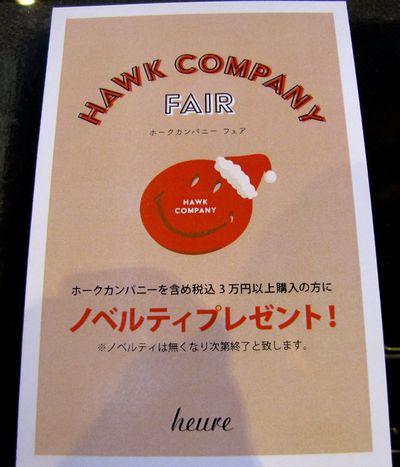 HAWK COMPANY
FAIR
ホークカンパニー フェア
HAWK
COMPANY
ホークカンパニーを含め税込3万円以上購入の方に
ノベルティプレゼント!
※ノベルティは無くなり次第終了と致します。
heure